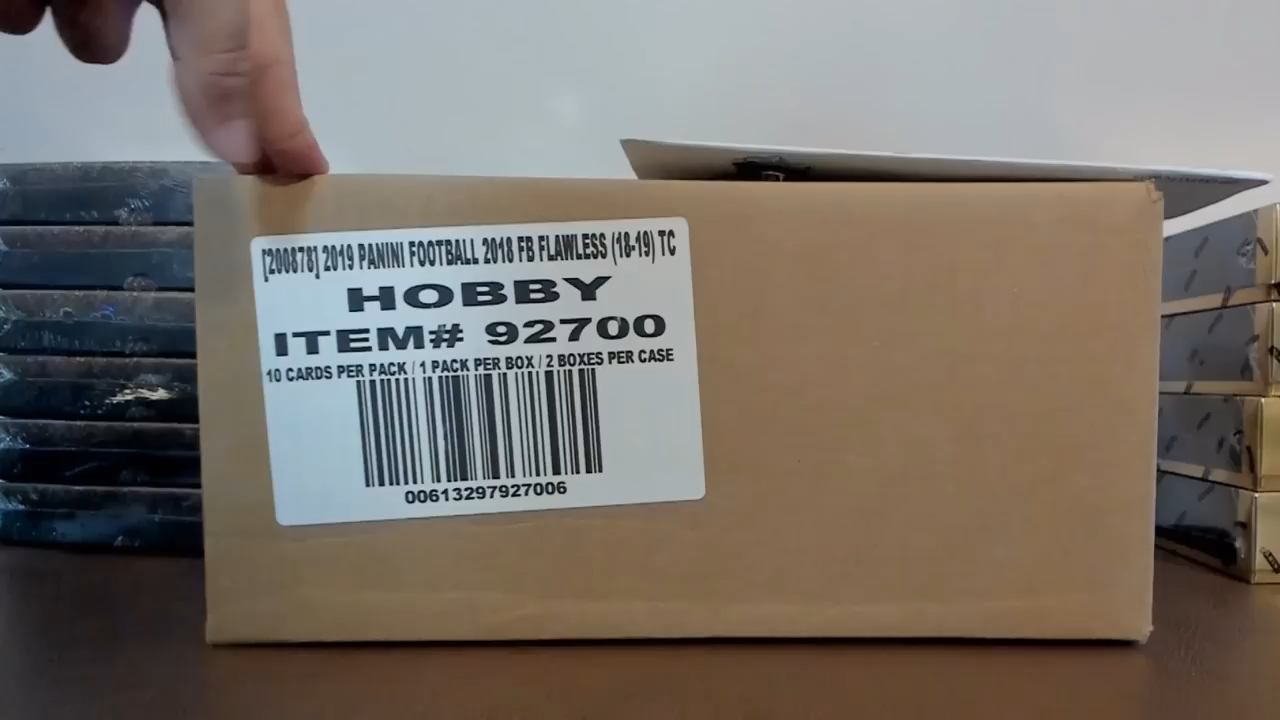 [200878] 2019 PANINI FOOTBALL 2018 FB FLAWLESS (18-19) TC
HOBBY
ITEM# 92700
10 CARDS PER PACK / 1 PACK PER BOX / 2 BOXES PER CASE
00613297927006